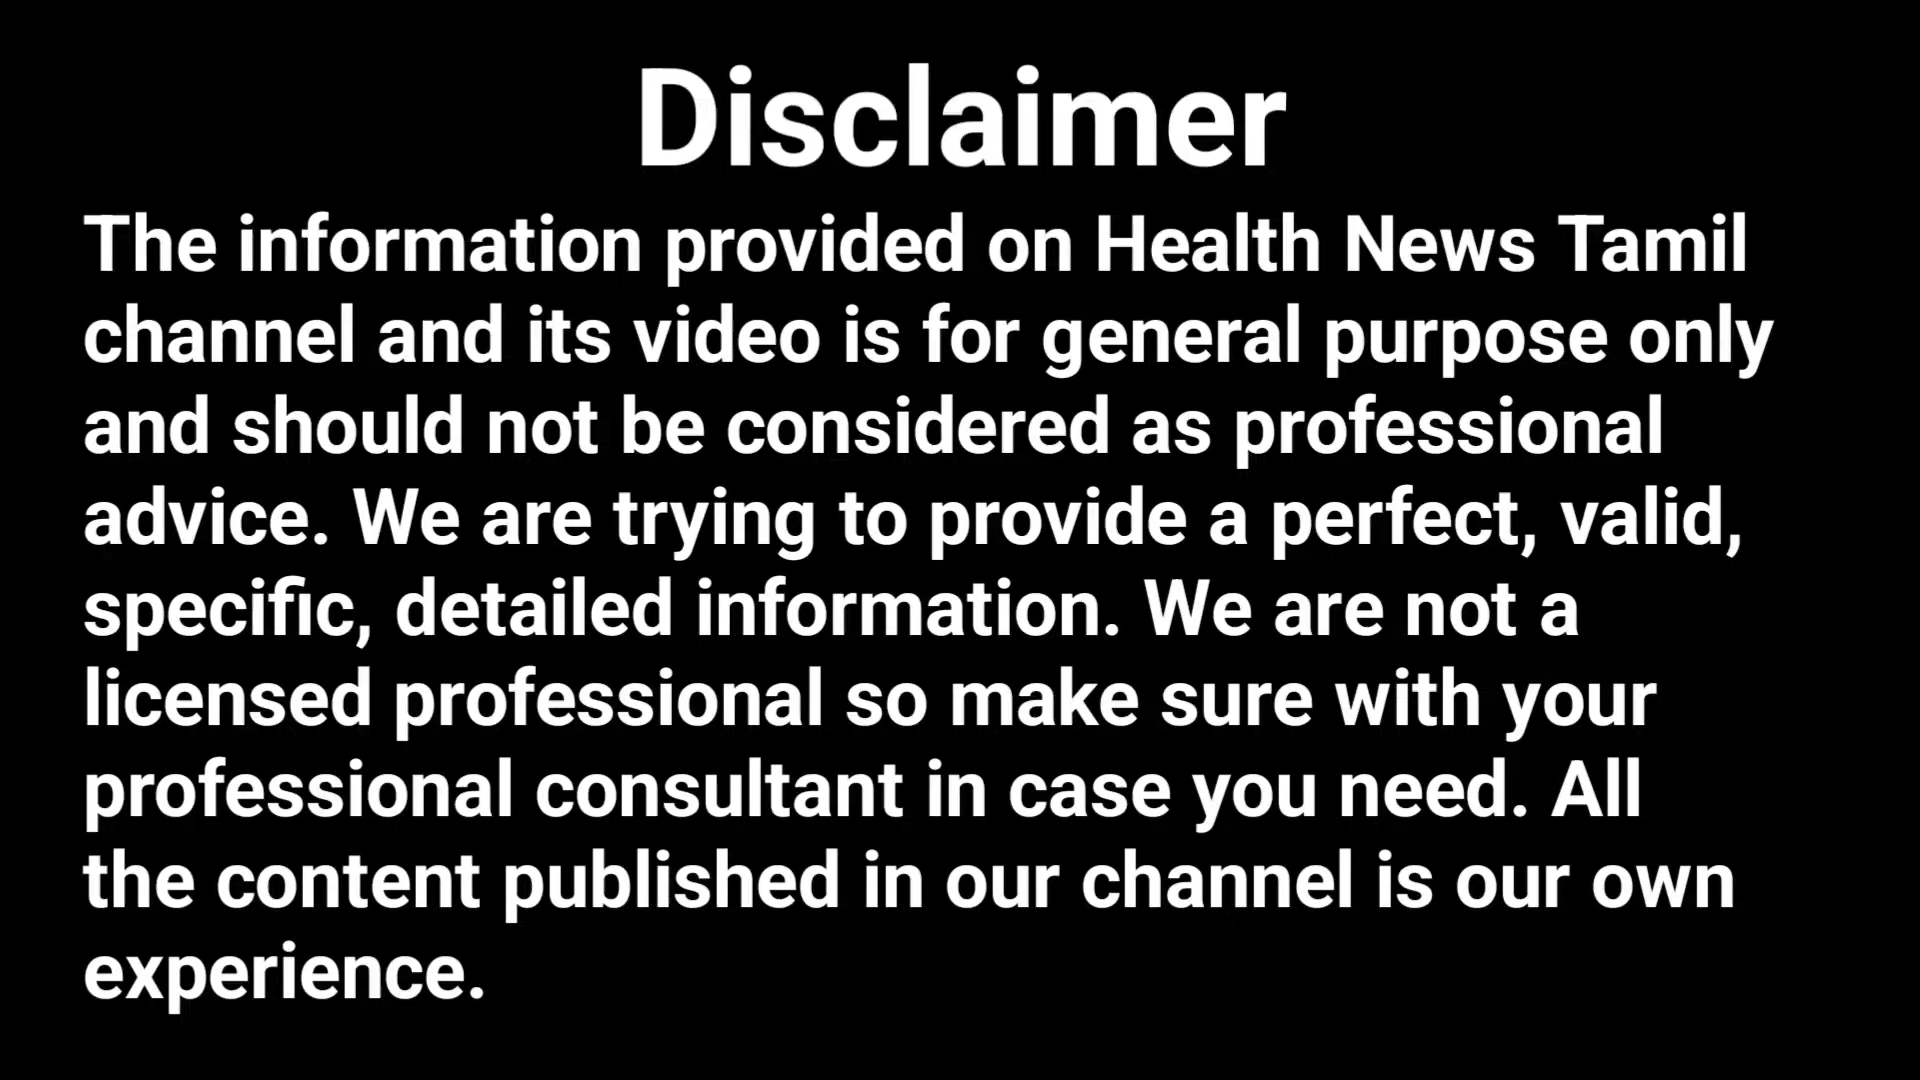 Disclaimer
The information provided on Health News Tamil
channel and its video is for general purpose only
and should not be considered as professional
advice. We are trying to provide a perfect, valid,
specific, detailed information. We are not a
licensed professional so make sure with your
professional consultant in case you need. All
the content published in our channel is our own
experience.